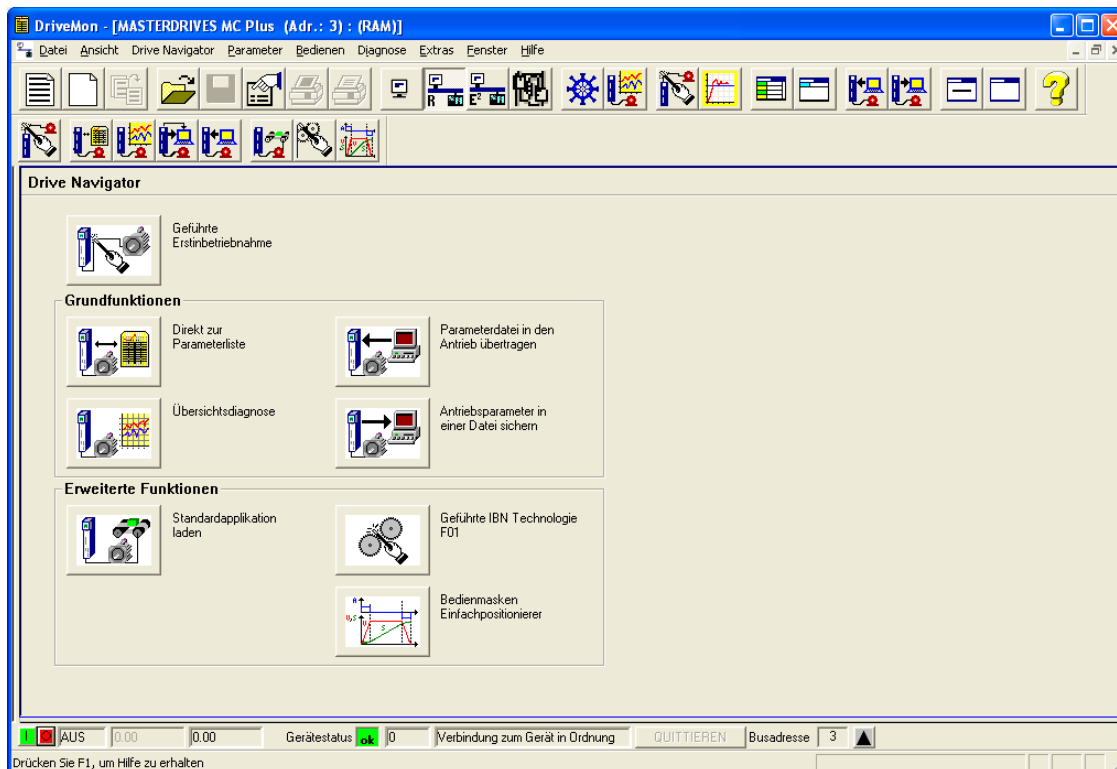 DriveMon - [MASTERDRIVES MC Plus (Adr.: 3) : (RAM)]
Datei Ansicht Drive Navigator Parameter Bedienen Diagnose Extras Fenster Hilfe
R E²
Drive Navigator
Geführte
Erstinbetriebnahme
Grundfunktionen
Direkt zur
Parameterliste
Parameterdatei in den
Antrieb übertragen
Übersichtsdiagnose
Antriebsparameter in
einer Datei sichern
Erweiterte Funktionen
Standardapplikation
laden
Geführte IBN Technologie
F01
Bedienmasken
Einfachpositionierer
AUS 0.00 0.00 Gerätestatus ok 0 Verbindung zum Gerät in Ordnung QUITTIEREN Busadresse 3
Drücken Sie F1, um Hilfe zu erhalten